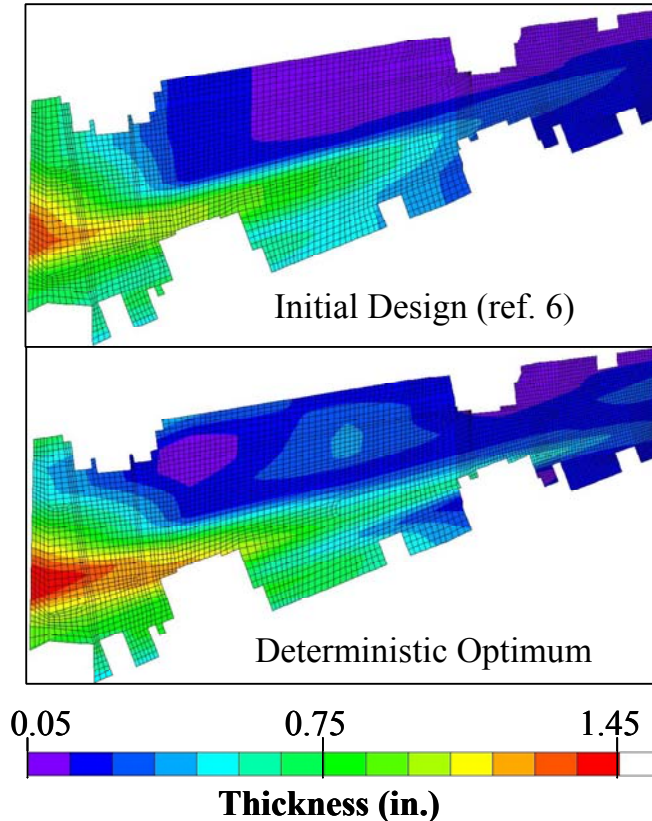 Initial Design (ref. 6)
Deterministic Optimum
0.05 0.75 1.45
Thickness (in.)